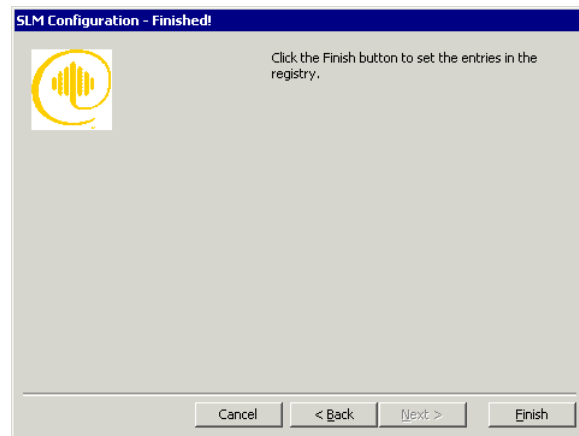 SLM Configuration - Finished!
Click the Finish button to set the entries in the
registry.
Cancel
< Back
Next >
Finish